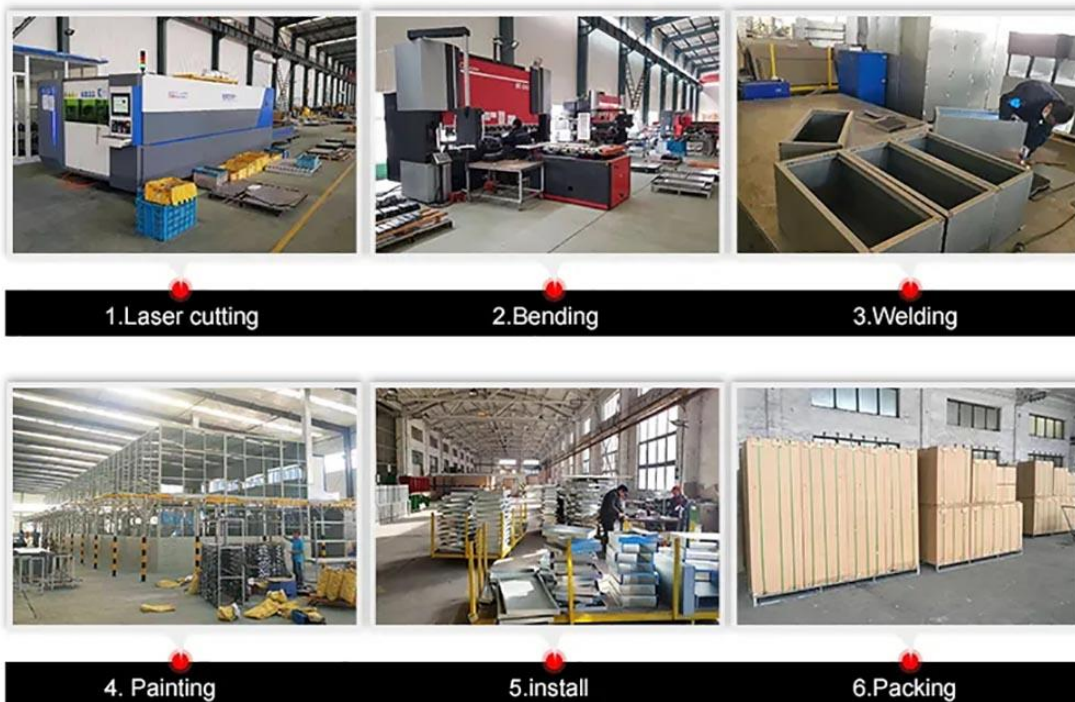 1.Laser cutting
2.Bending
3.Welding
4. Painting
5.install
6.Packing